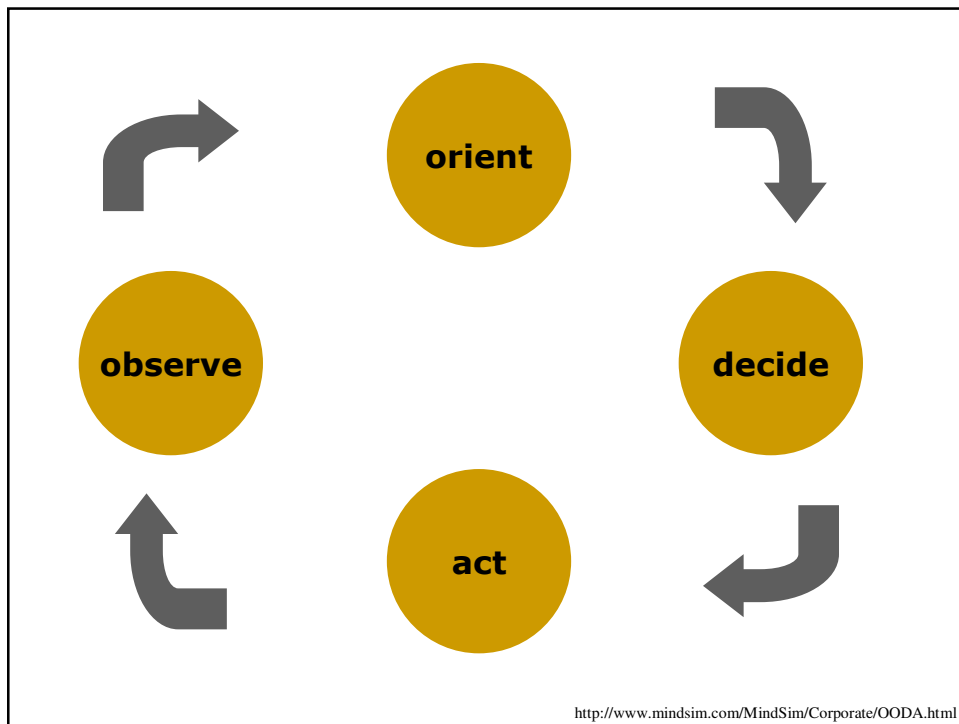 orient
observe
decide
act
http://www.mindsim.com/MindSim/Corporate/OODA.html